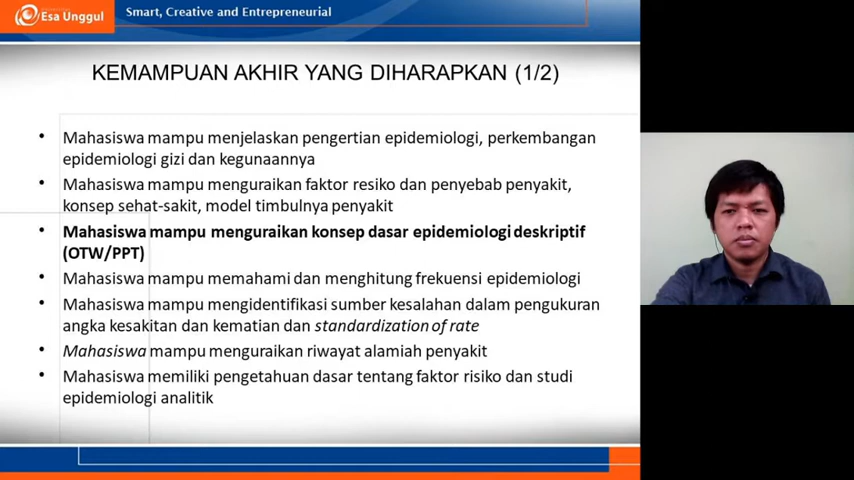 Esa Unggul
Smart, Creative and Entrepreneurial
KEMAMPUAN AKHIR YANG DIHARAPKAN (1/2)
• Mahasiswa mampu menjelaskan pengertian epidemiologi, perkembangan
epidemiologi gizi dan kegunaannya
• Mahasiswa mampu menguraikan faktor resiko dan penyebab penyakit,
konsep sehat-sakit, model timbulnya penyakit
• Mahasiswa mampu menguraikan konsep dasar epidemiologi deskriptif
(OTW/PPT)
• Mahasiswa mampu memahami dan menghitung frekuensi epidemiologi
• Mahasiswa mampu mengidentifikasi sumber kesalahan dalam pengukuran
angka kesakitan dan kematian dan standardization of rate
• Mahasiswa mampu menguraikan riwayat alamiah penyakit
• Mahasiswa memiliki pengetahuan dasar tentang faktor risiko dan studi
epidemiologi analitik